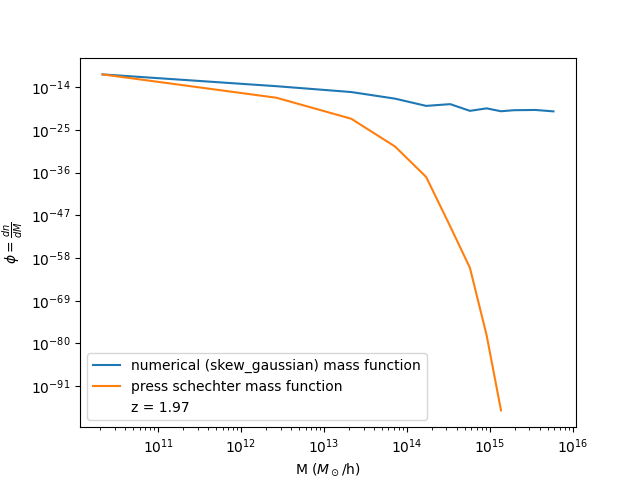 10⁻¹⁴
10⁻²⁵
10⁻³⁶
10⁻⁴⁷
10⁻⁵⁸
10⁻⁶⁹
10⁻⁸⁰
10⁻⁹¹
ϕ = dn/dM
numerical (skew_gaussian) mass function
press schechter mass function
z = 1.97
10¹¹ 10¹² 10¹³ 10¹⁴ 10¹⁵ 10¹⁶
M (M⊙/h)